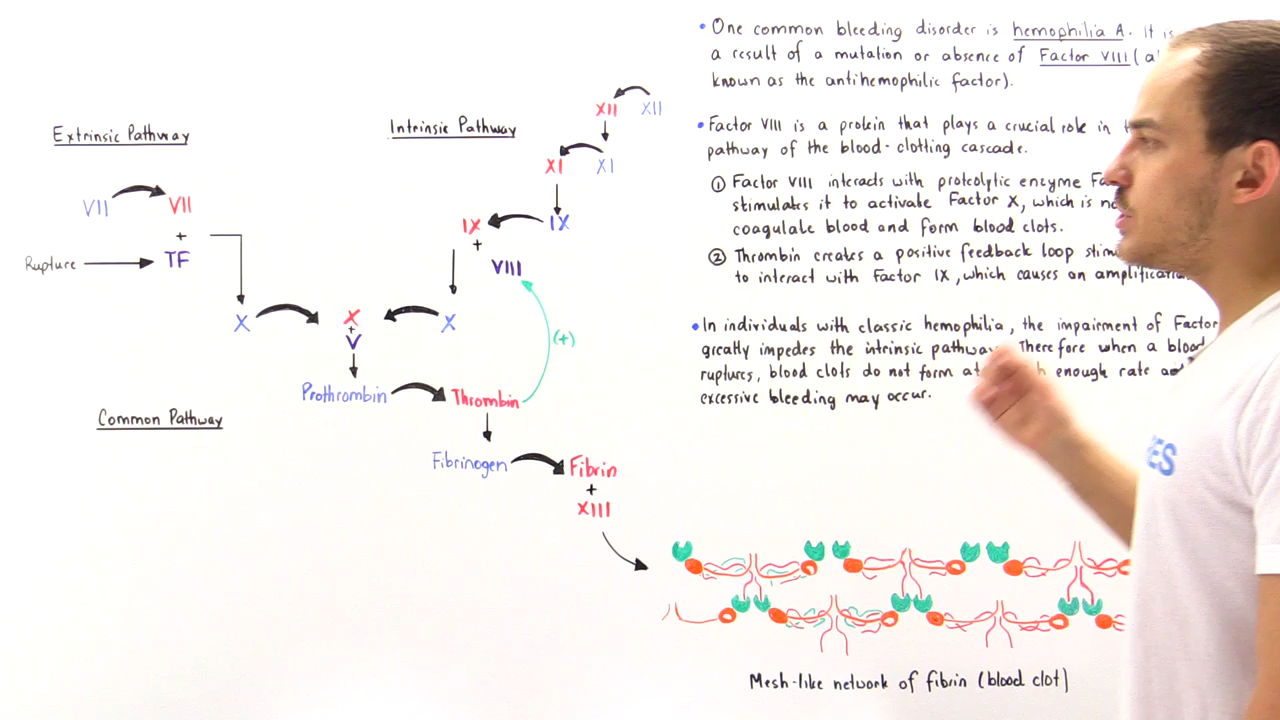 Extrinsic Pathway
VII
VII
+
Rupture
TF
X
X
+
V
Intrinsic Pathway
XII
XII
XI
XI
IX
IX
+
VIII
X
(+)
Prothrombin
Thrombin
Common Pathway
Fibrinogen
Fibrin
+
XIII
• One common bleeding disorder is hemophilia A. It is
a result of a mutation or absence of Factor VIII (
known as the antihemophilic factor).
• Factor VIII is a protein that plays a crucial role in
pathway of the blood-clotting cascade.
① Factor VIII interacts with proteolytic enzyme
stimulates it to activate Factor X, which is
coagulate blood and form blood clots.
② Thrombin creates a positive feedback loop
to interact with Factor IX, which causes an
• In individuals with classic hemophilia, the impairment of Factor
greatly impedes the intrinsic pathway. Therefore when a blood
ruptures, blood clots do not form at enough rate
excessive bleeding may occur.
Mesh-like network of fibrin (blood clot)
ES